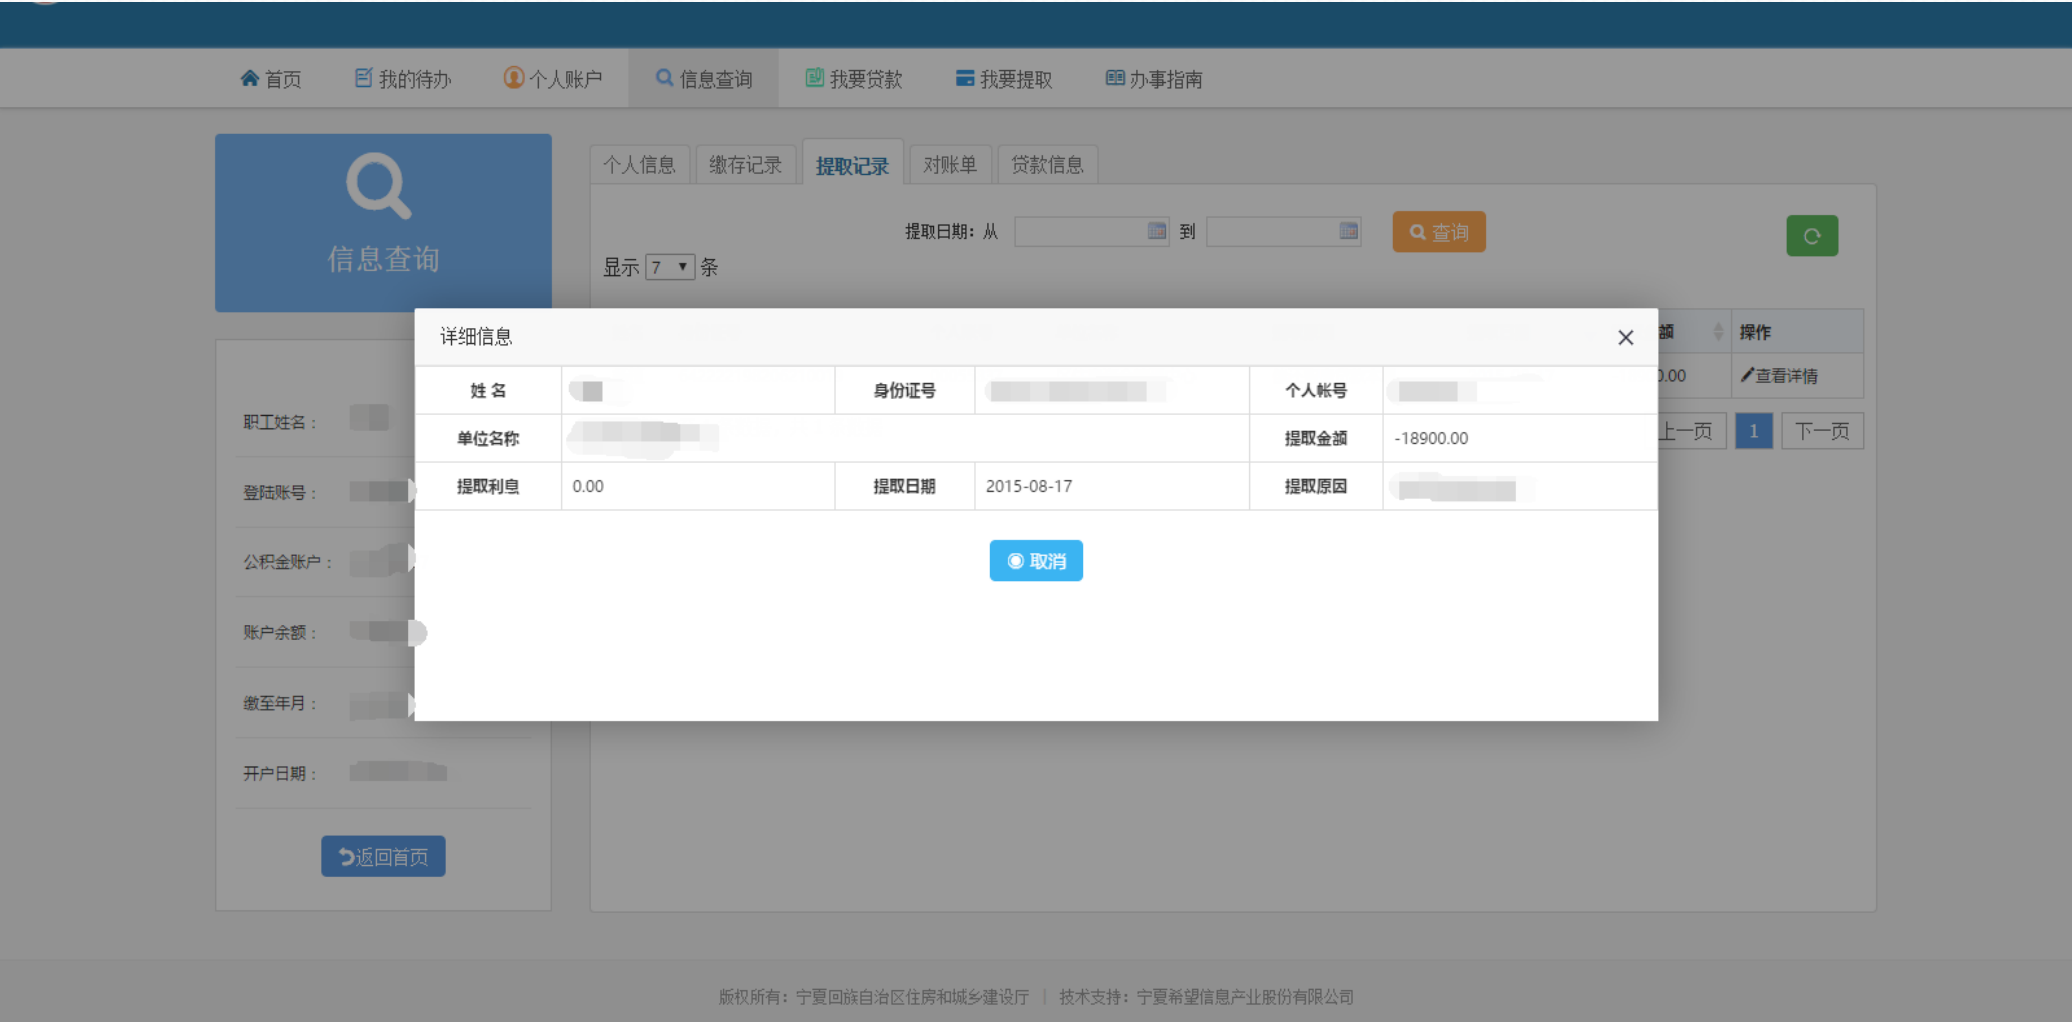 首页 我的待办 个人账户 信息查询 我要贷款 我要提取 办事指南
信息查询
个人信息 缴存记录 提取记录 对账单 贷款信息
提取日期：从 到 查询
显示 7 条
额 操作
0.00 查看详情
上一页 1 下一页
详细信息
姓 名 身份证号 个人帐号
单位名称 提取金额 -18900.00
提取利息 0.00 提取日期 2015-08-17 提取原因
取消
职工姓名：
登陆账号：
公积金账户：
账户余额：
缴至年月：
开户日期：
返回首页
版权所有：宁夏回族自治区住房和城乡建设厅 | 技术支持：宁夏希望信息产业股份有限公司